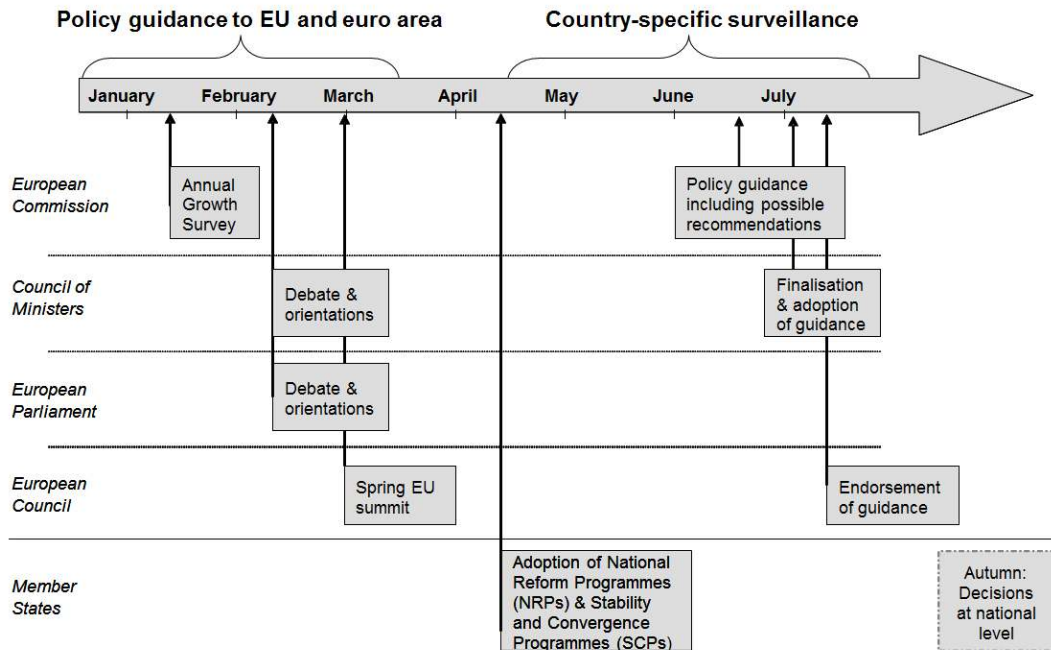 Policy guidance to EU and euro area
Country-specific surveillance
January
February
March
April
May
June
July
European
Commission
Annual
Growth
Survey
Policy guidance
including possible
recommendations
Council of
Ministers
Debate &
orientations
Finalisation
& adoption
of guidance
European
Parliament
Debate &
orientations
European
Council
Spring EU
summit
Endorsement
of guidance
Member
States
Adoption of National
Reform Programmes
(NRPs) & Stability
and Convergence
Programmes (SCPs)
Autumn:
Decisions
at national
level